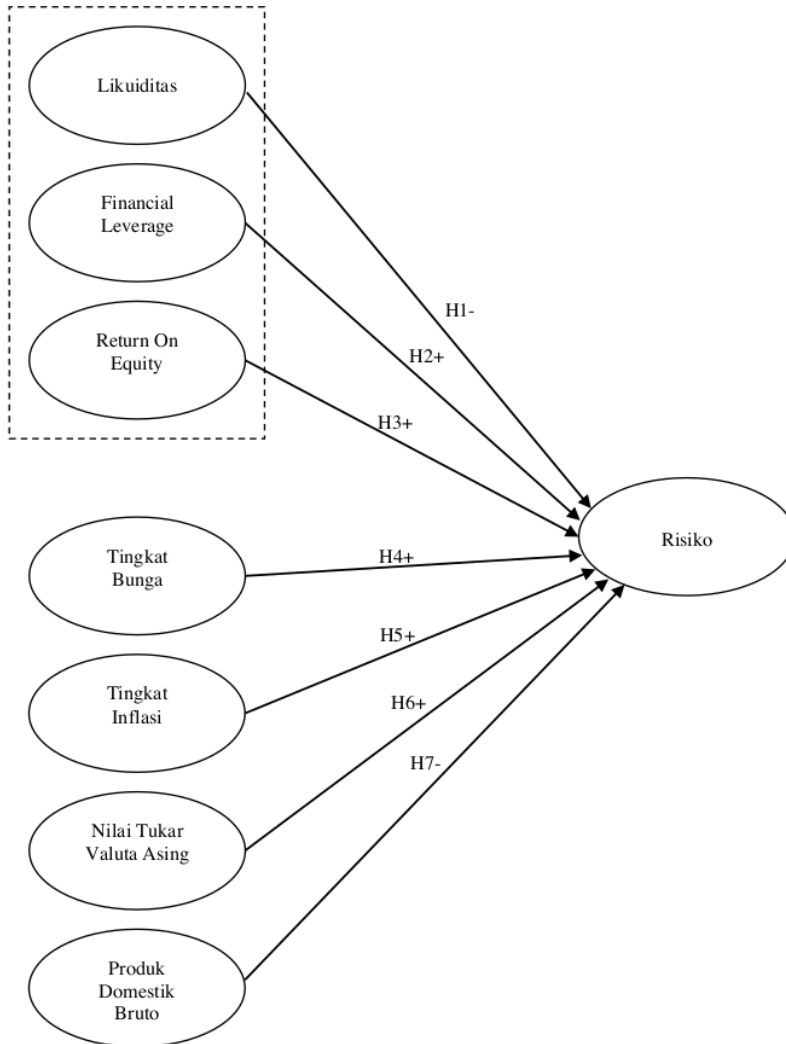 Likuiditas
Financial
Leverage
Return On
Equity
H1-
H2+
H3+
Tingkat
Bunga
H4+
Risiko
Tingkat
Inflasi
H5+
H6+
H7-
Nilai Tukar
Valuta Asing
Produk
Domestik
Bruto